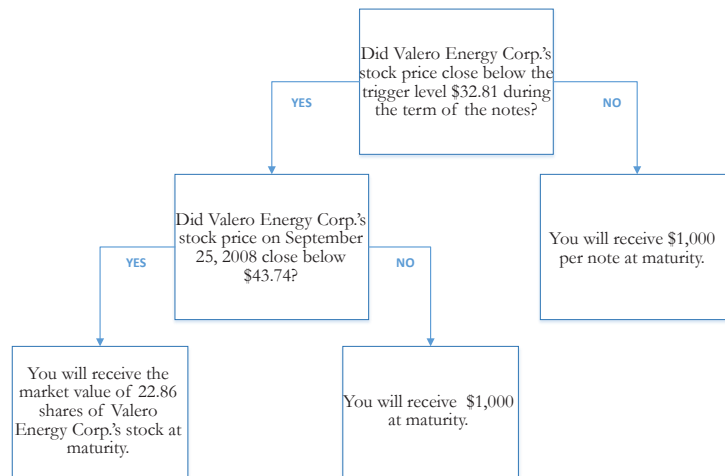 Did Valero Energy Corp.'s
stock price close below the
trigger level $32.81 during
the term of the notes?
YES
NO
Did Valero Energy Corp.'s
stock price on September
25, 2008 close below
$43.74?
You will receive $1,000
per note at maturity.
YES
NO
You will receive the
market value of 22.86
shares of Valero
Energy Corp.'s stock at
maturity.
You will receive $1,000
at maturity.